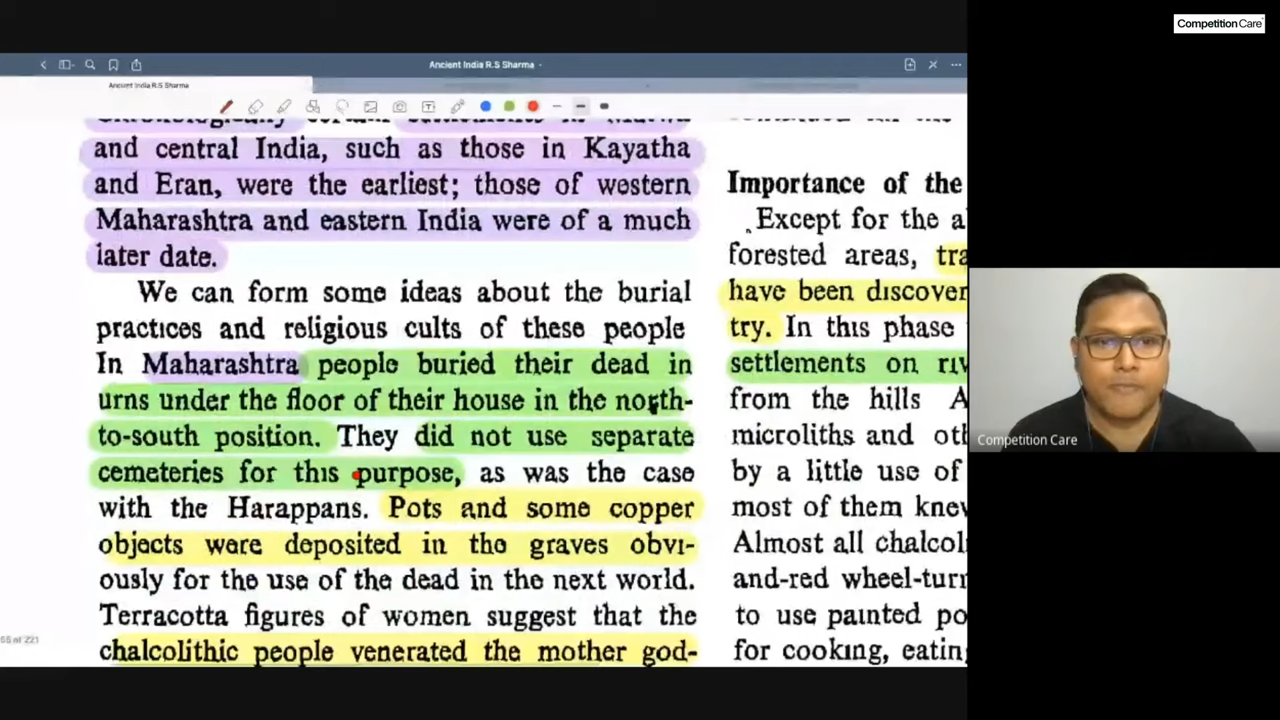 CompetitionCare
Ancient India R.S Sharma
Ancient India R.S Sharma
and central India, such as those in Kayatha
and Eran, were the earliest; those of western
Maharashtra and eastern India were of a much
later date.
We can form some ideas about the burial
practices and religious cults of these people
In Maharashtra people buried their dead in
urns under the floor of their house in the north-
to-south position. They did not use separate
cemeteries for this purpose, as was the case
with the Harappans. Pots and some copper
objects were deposited in the graves obvi-
ously for the use of the dead in the next world.
Terracotta figures of women suggest that the
chalcolithic people venerated the mother god-
Importance of the
Except for the a
forested areas, tra
have been discover
try. In this phase
settlements on riv
from the hills A
microliths and oth
by a little use of
most of them knew
Almost all chalcol
and-red wheel-turn
to use painted po
for cooking, eating
of 221
Competition Care